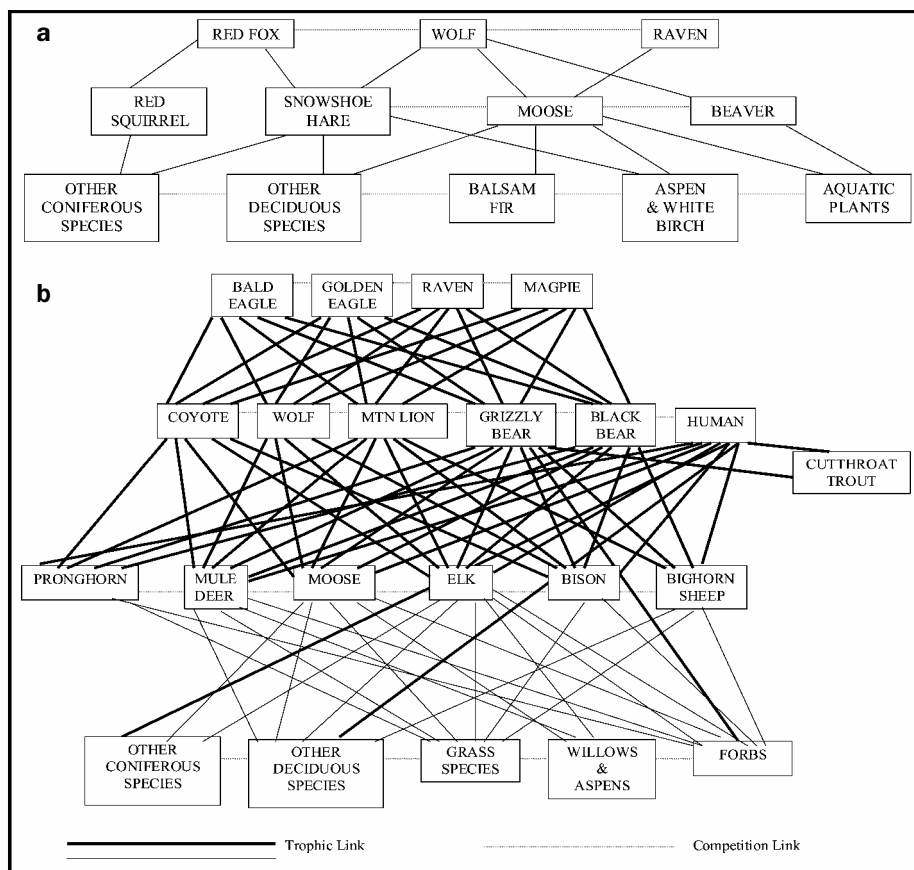 a
RED FOX
WOLF
RAVEN
RED
SQUIRREL
SNOWSHOE
HARE
MOOSE
BEAVER
OTHER
CONIFEROUS
SPECIES
OTHER
DECIDUOUS
SPECIES
BALSAM
FIR
ASPEN
& WHITE
BIRCH
AQUATIC
PLANTS
b
BALD
EAGLE
GOLDEN
EAGLE
RAVEN
MAGPIE
COYOTE
WOLF
MTN LION
GRIZZLY
BEAR
BLACK
BEAR
HUMAN
CUTTHROAT
TROUT
PRONGHORN
MULE
DEER
MOOSE
ELK
BISON
BIGHORN
SHEEP
OTHER
CONIFEROUS
SPECIES
OTHER
DECIDUOUS
SPECIES
GRASS
SPECIES
WILLOWS
&
ASPENS
FORBS
Trophic Link
Competition Link